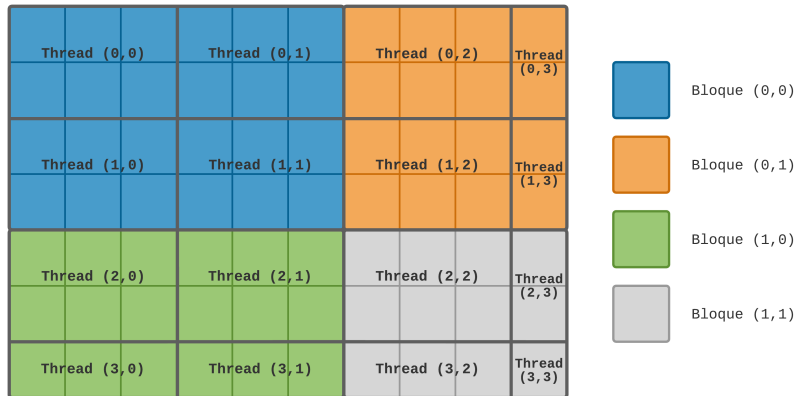 Thread (0,0)
Thread (0,1)
Thread (0,2)
Thread
(0,3)
Thread (1,0)
Thread (1,1)
Thread (1,2)
Thread
(1,3)
Thread (2,0)
Thread (2,1)
Thread (2,2)
Thread
(2,3)
Thread (3,0)
Thread (3,1)
Thread (3,2)
Thread
(3,3)
Bloque (0,0)
Bloque (0,1)
Bloque (1,0)
Bloque (1,1)